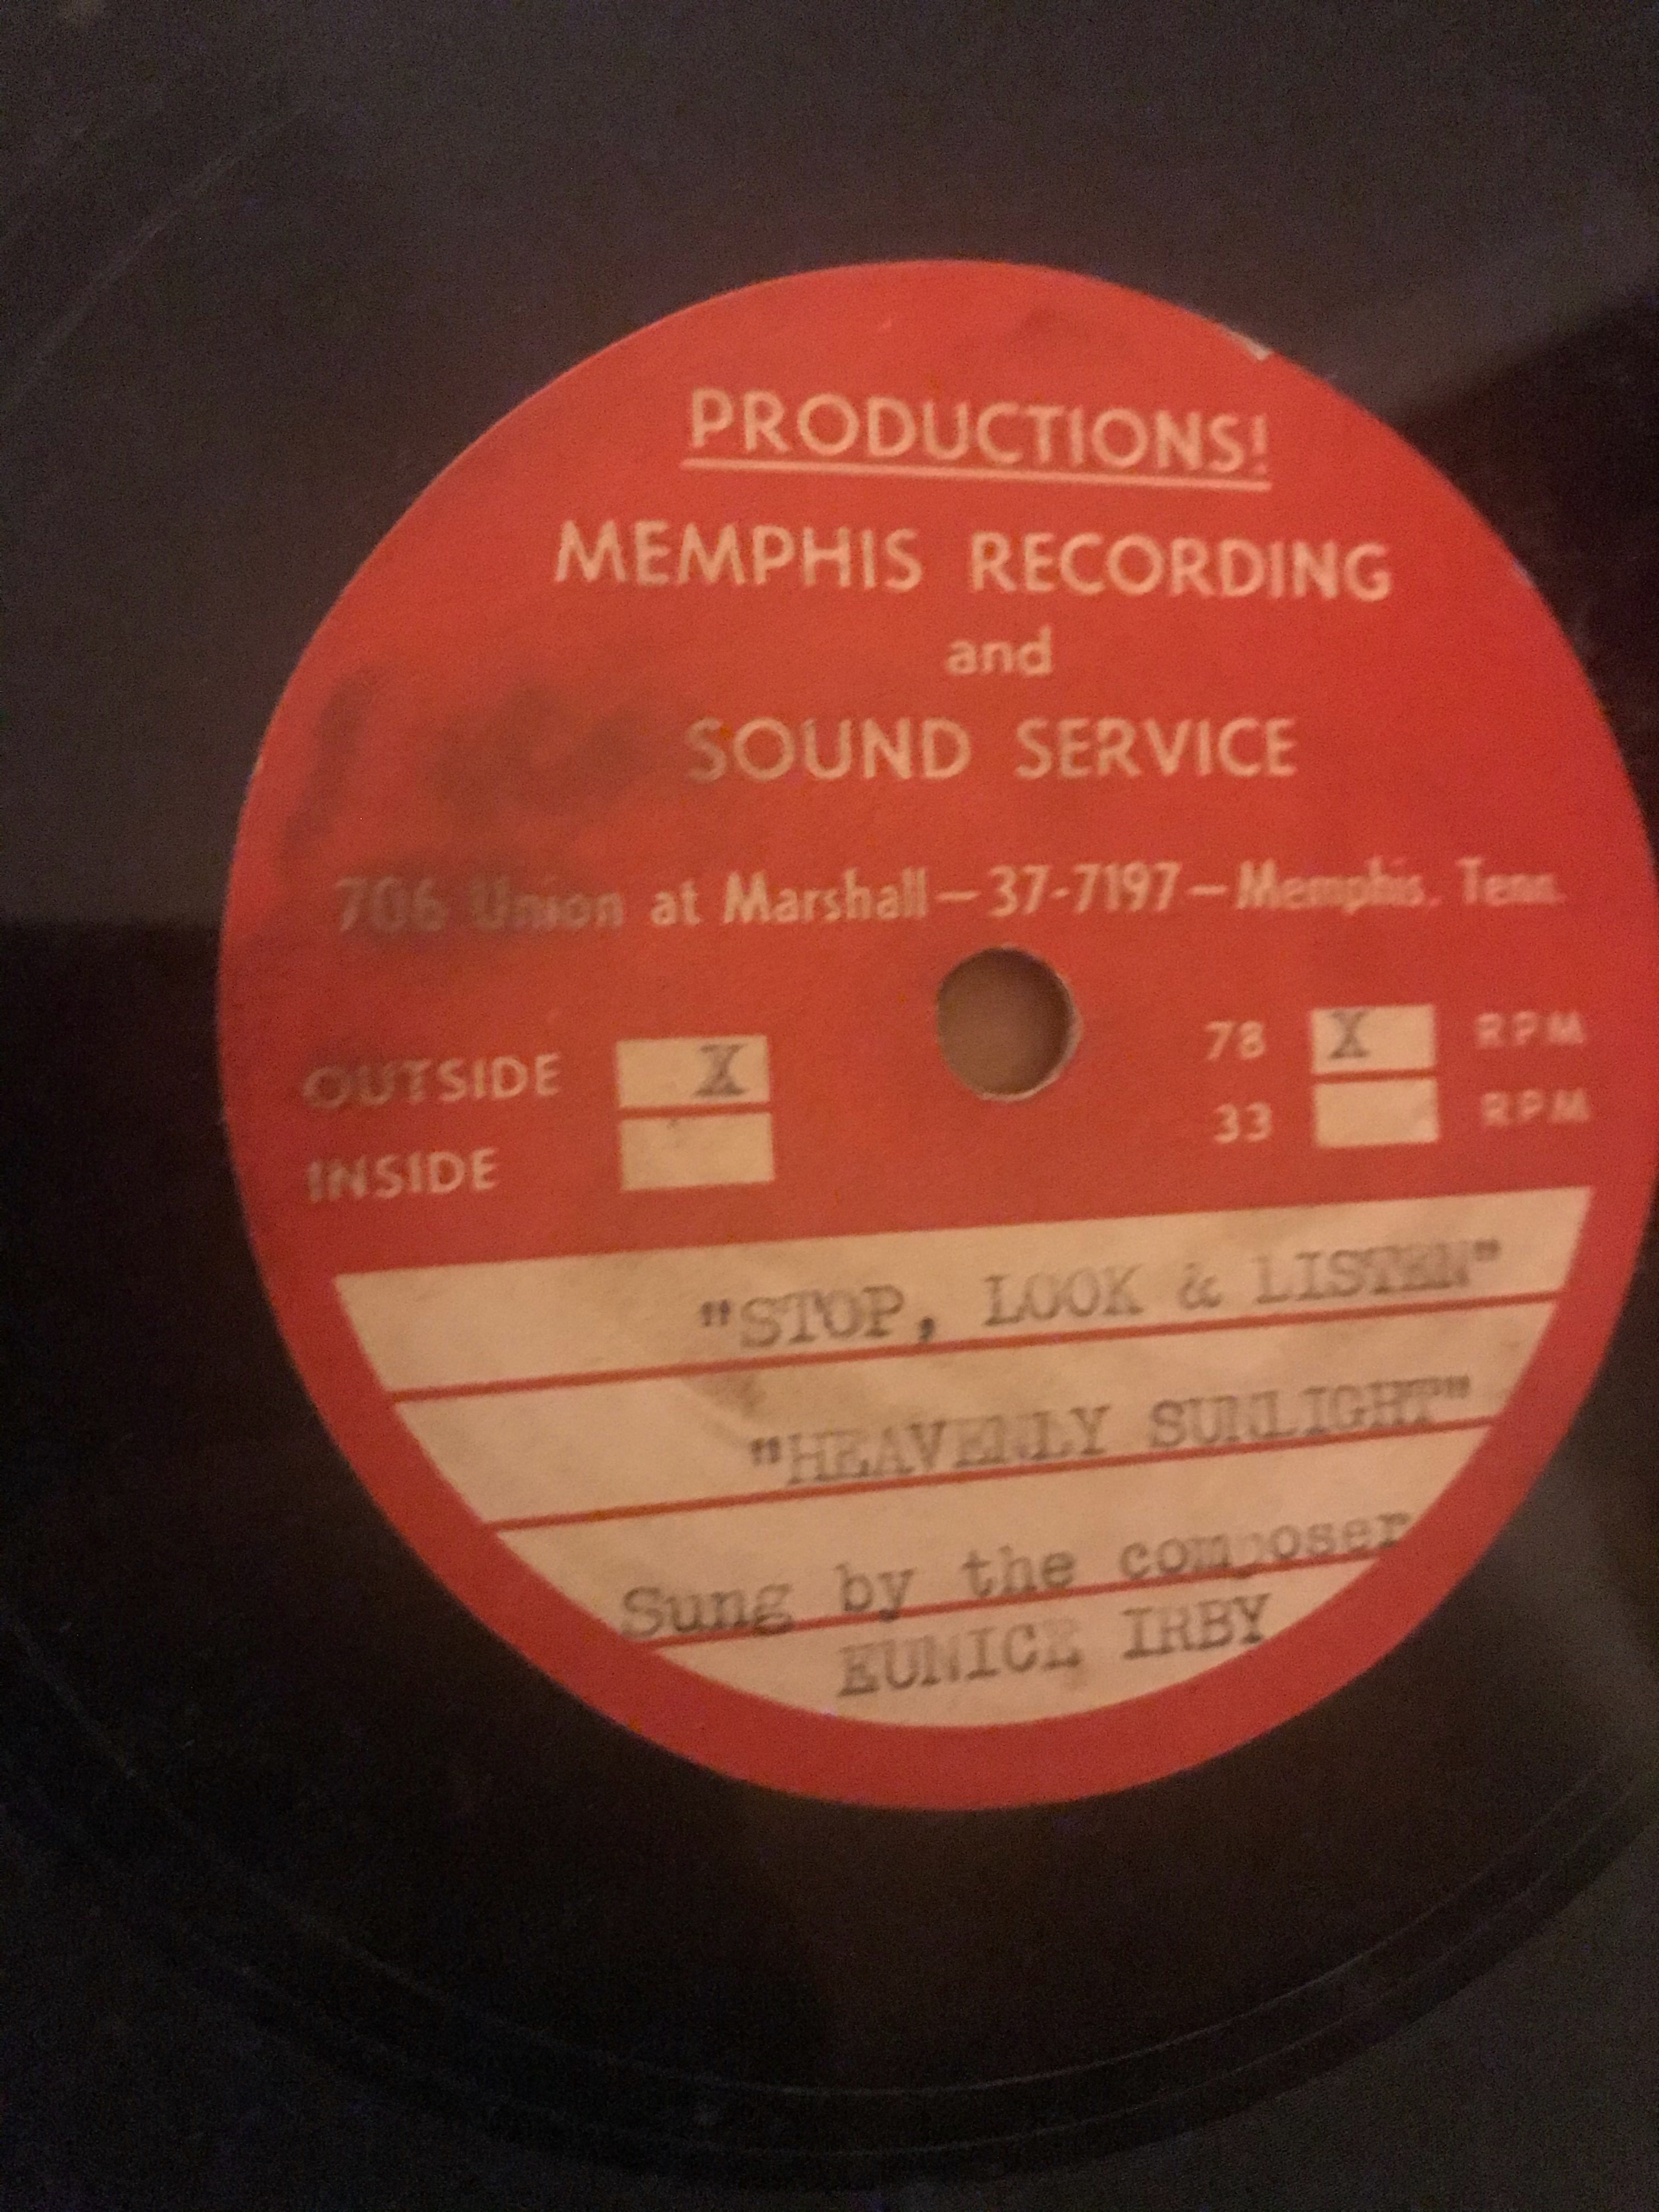 PRODUCTIONS!
MEMPHIS RECORDING
and
SOUND SERVICE
706 Union at Marshall—37-7197—Memphis, Tenn.
OUTSIDE X 78 X RPM
INSIDE 33 RPM
"STOP, LOOK & LISTEN"
"HEAVENLY SUNLIGHT"
Sung by the composer
EUNICE IRBY